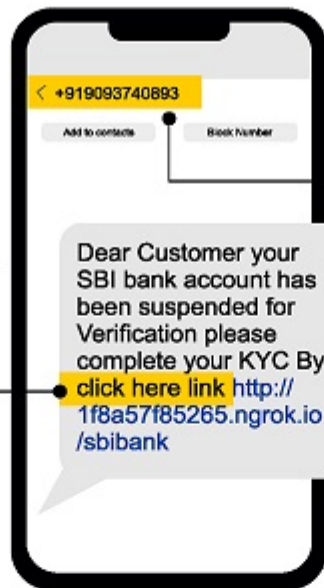 < +919093740893
Add to contacts Block Number
Dear Customer your
SBI bank account has
been suspended for
Verification please
complete your KYC By
click here link http://
1f8a57f85265.ngrok.io
/sbibank